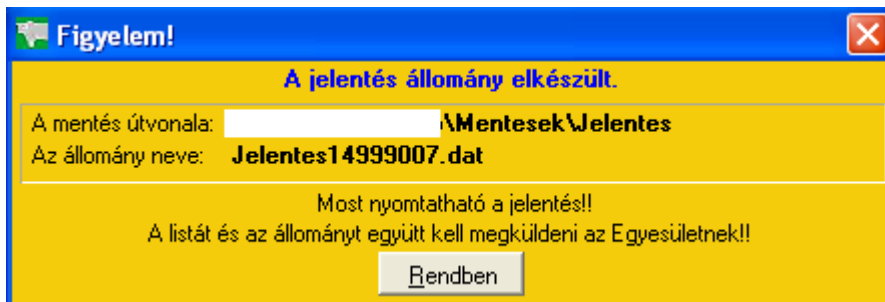 Figyelem!
A jelentés állomány elkészült.
A mentés útvonala: \Mentesek\Jelentes
Az állomány neve: Jelentes14999007.dat
Most nyomtatható a jelentés!!
A listát és az állományt együtt kell megküldeni az Egyesületnek!!
Rendben